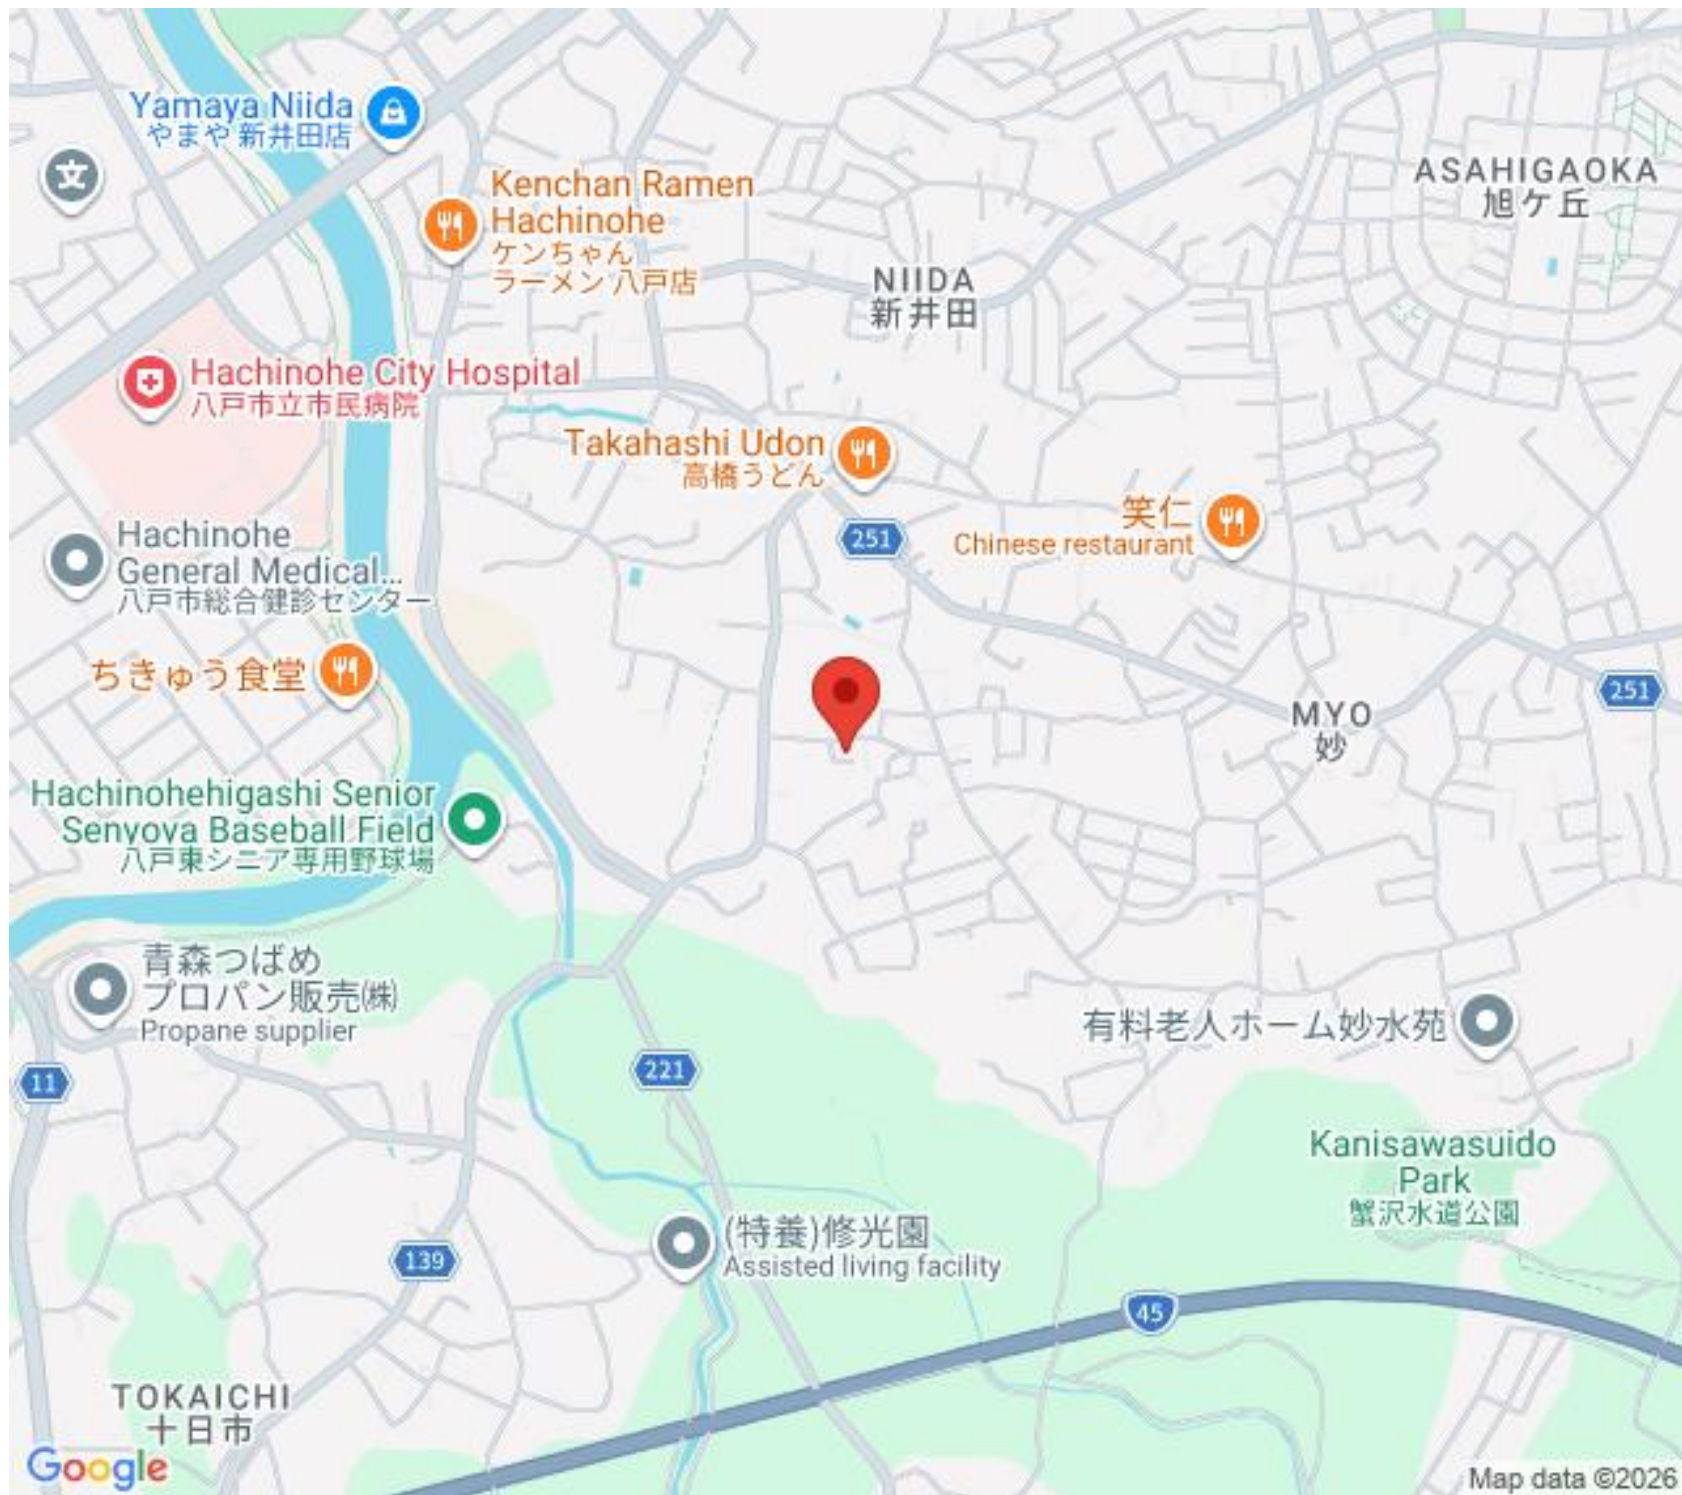 Yamaya Niida
やまや 新井田店
文
Kenchan Ramen
Hachinohe
ケンちゃん
ラーメン 八戸店
ASAHIGAOKA
旭ケ丘
NIIDA
新井田
Hachinohe City Hospital
八戸市立市民病院
Takahashi Udon
高橋うどん
251
笑仁
Chinese restaurant
Hachinohe
General Medical...
八戸市総合健診センター
ちきゅう食堂
251
MYO
妙
Hachinohehigashi Senior
Senyova Baseball Field
八戸東シニア専用野球場
青森つばめ
プロパン販売㈱
Propane supplier
有料老人ホーム妙水苑
11
221
Kanisawasuido
Park
蟹沢水道公園
(特養)修光園
Assisted living facility
139
45
TOKAICHI
十日市
Google
Map data ©2026